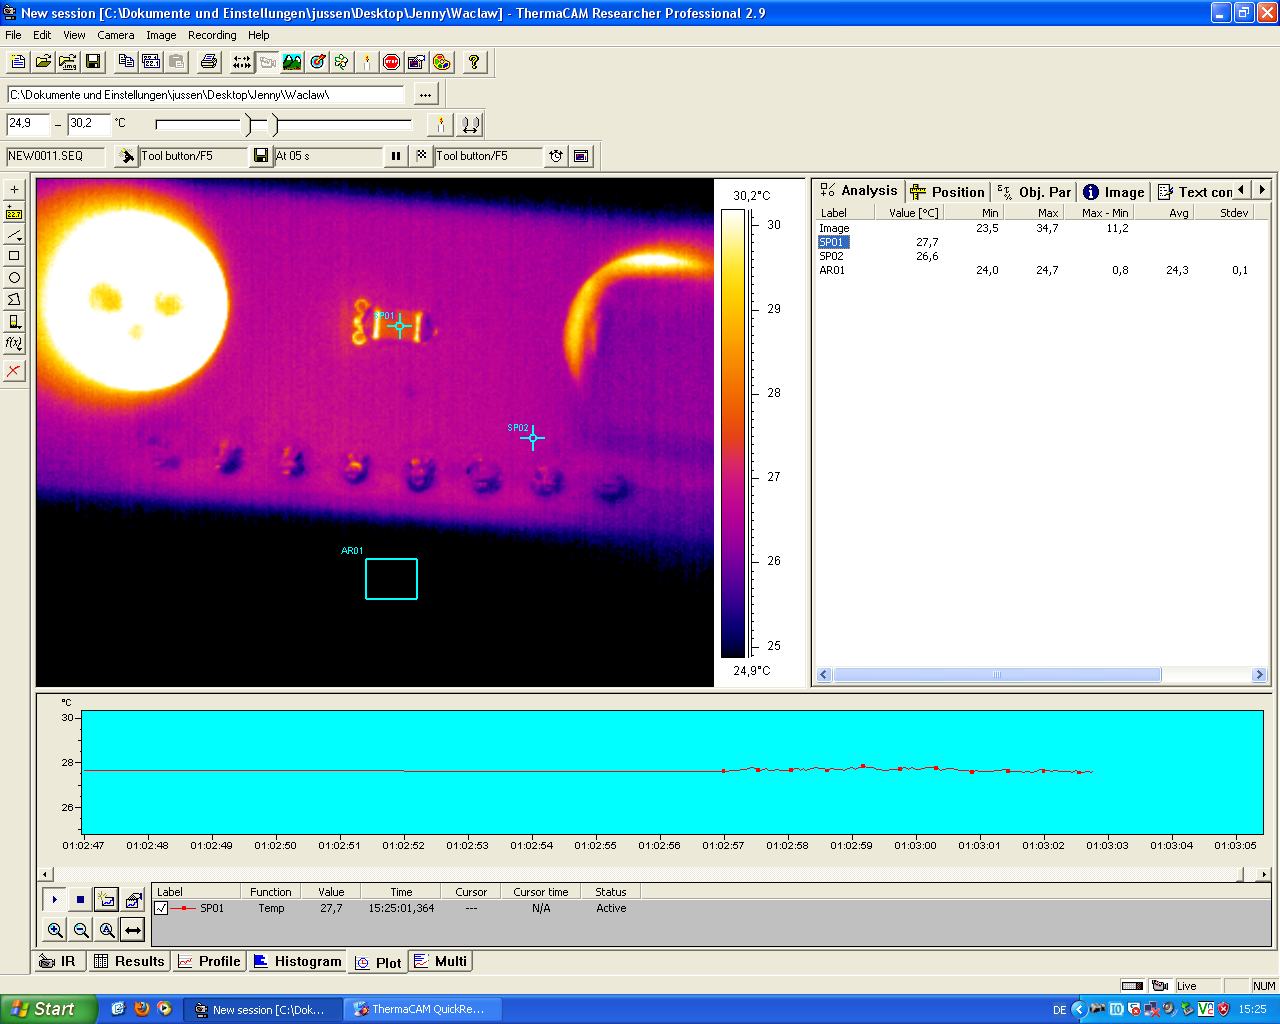 New session [C:\Dokumente und Einstellungen\jussen\Desktop\Jenny\Waclaw] - ThermaCAM Researcher Professional 2.9
File Edit View Camera Image Recording Help
C:\Dokumente und Einstellungen\jussen\Desktop\Jenny\Waclaw\ ...
24,9 – 30,2 °C
NEW0011.SEQ Tool button/F5 At 05 s Tool button/F5
30,2°C
30
29
28
27
26
25
24,9°C
SP01
SP02
AR01
22.7
f(x)
Analysis Position Obj. Par Image Text con
Label Value [°C] Min Max Max - Min Avg Stdev
Image 23,5 34,7 11,2
SP01 27,7
SP02 26,6
AR01 24,0 24,7 0,8 24,3 0,1
°C
30
28
26
01:02:47 01:02:48 01:02:49 01:02:50 01:02:51 01:02:52 01:02:53 01:02:54 01:02:55 01:02:56 01:02:57 01:02:58 01:02:59 01:03:00 01:03:01 01:03:02 01:03:03 01:03:04 01:03:05
Label Function Value Time Cursor Cursor time Status
SP01 Temp 27,7 15:25:01,364 --- N/A Active
IR Results Profile Histogram Plot Multi
Live NUM
Start New session [C:\Dok... ThermaCAM QuickRe... DE 15:25